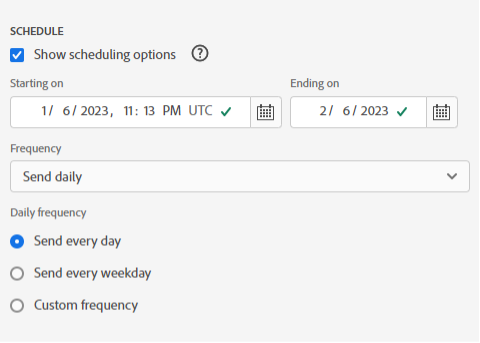 SCHEDULE
Show scheduling options ?
Starting on Ending on
1/ 6/2023, 11:13 PM UTC 2/ 6/2023
Frequency
Send daily
Daily frequency
Send every day
Send every weekday
Custom frequency